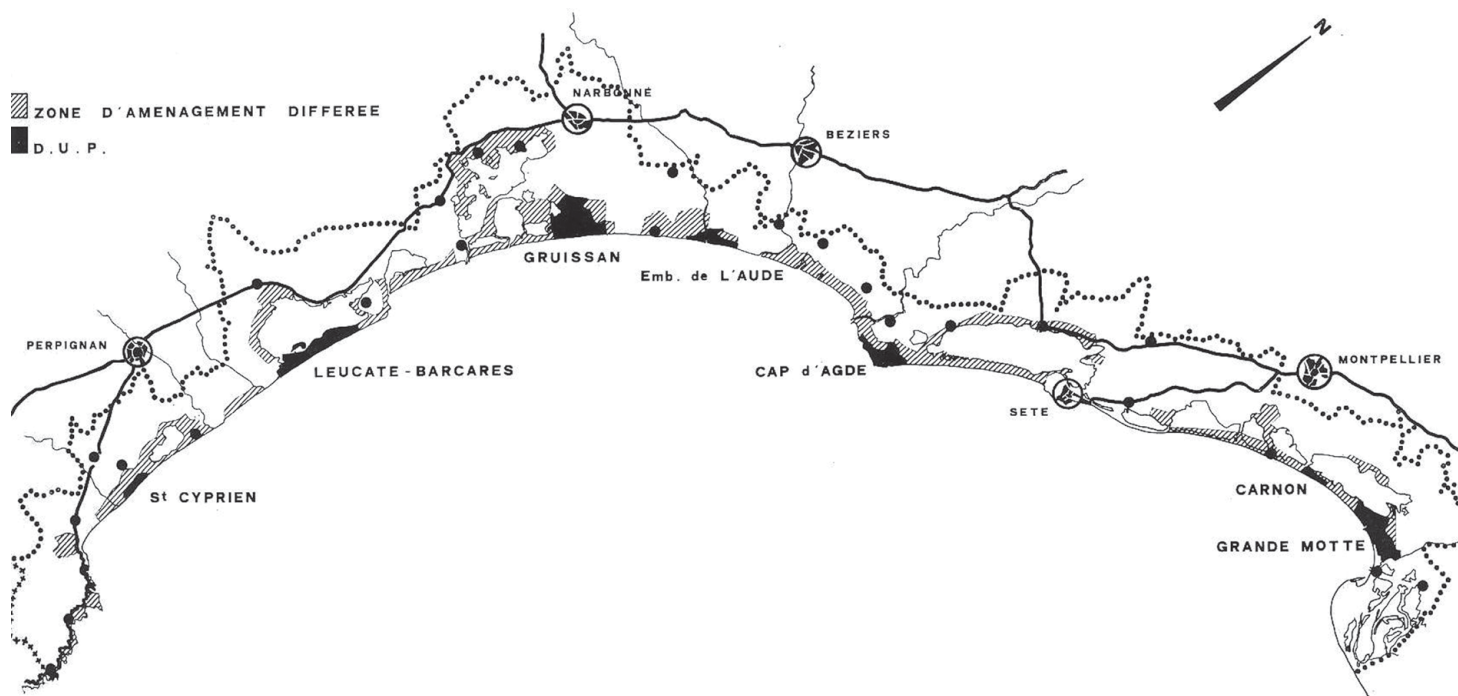 N
ZONE D'AMENAGEMENT DIFFEREE
D.U.P.
NARBONNÉ
BEZIERS
GRUISSAN
Emb. de L'AUDE
PERPIGNAN
LEUCATE-BARCARES
CAP d'AGDE
MONTPELLIER
SETE
St CYPRIEN
CARNON
GRANDE MOTTE